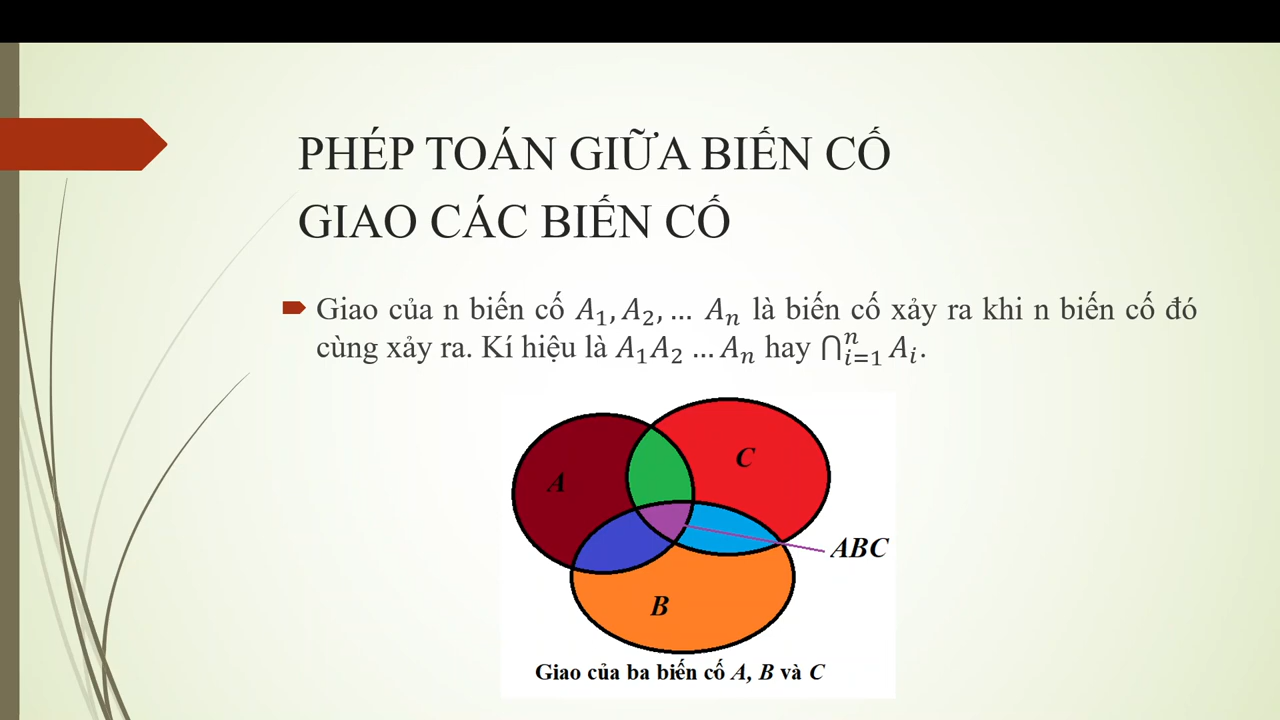 PHÉP TOÁN GIỮA BIẾN CỐ
GIAO CÁC BIẾN CỐ
Giao của n biến cố A₁, A₂, … Aₙ là biến cố xảy ra khi n biến cố đó
cùng xảy ra. Kí hiệu là A₁A₂ … Aₙ hay ⋂ⁿᵢ₌₁ Aᵢ.
C
A
ABC
B
Giao của ba biến cố A, B và C